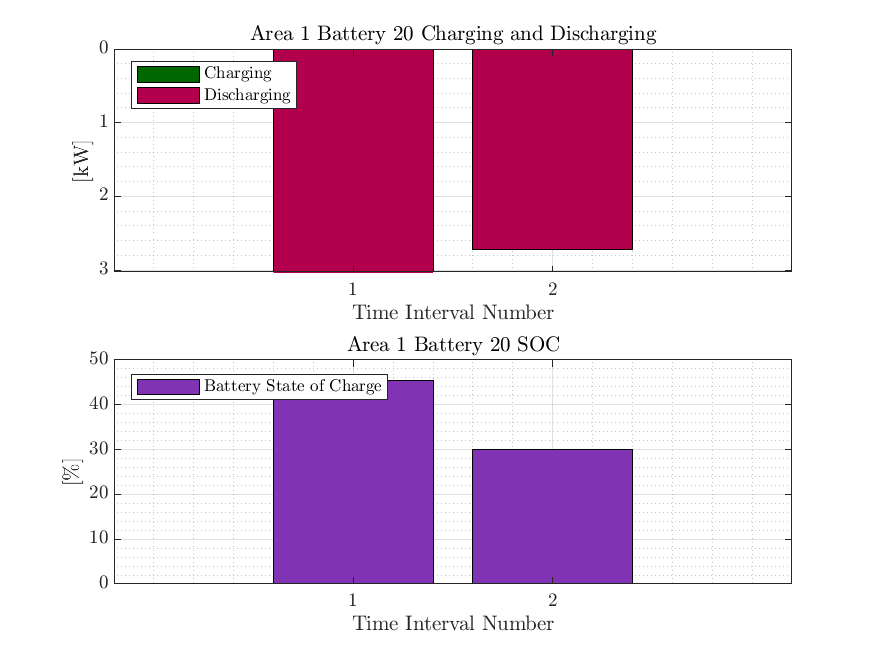 Area 1 Battery 20 Charging and Discharging
0
1
2
3
[kW]
Charging
Discharging
1 2
Time Interval Number
Area 1 Battery 20 SOC
50
40
30
20
10
0
[%]
Battery State of Charge
1 2
Time Interval Number